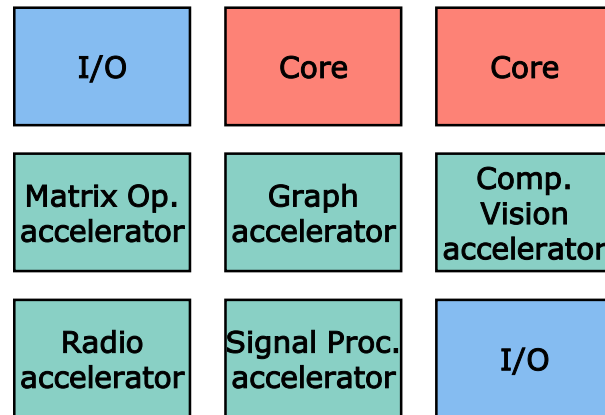 I/O
Core
Core
Matrix Op.
accelerator
Graph
accelerator
Comp.
Vision
accelerator
Radio
accelerator
Signal Proc.
accelerator
I/O